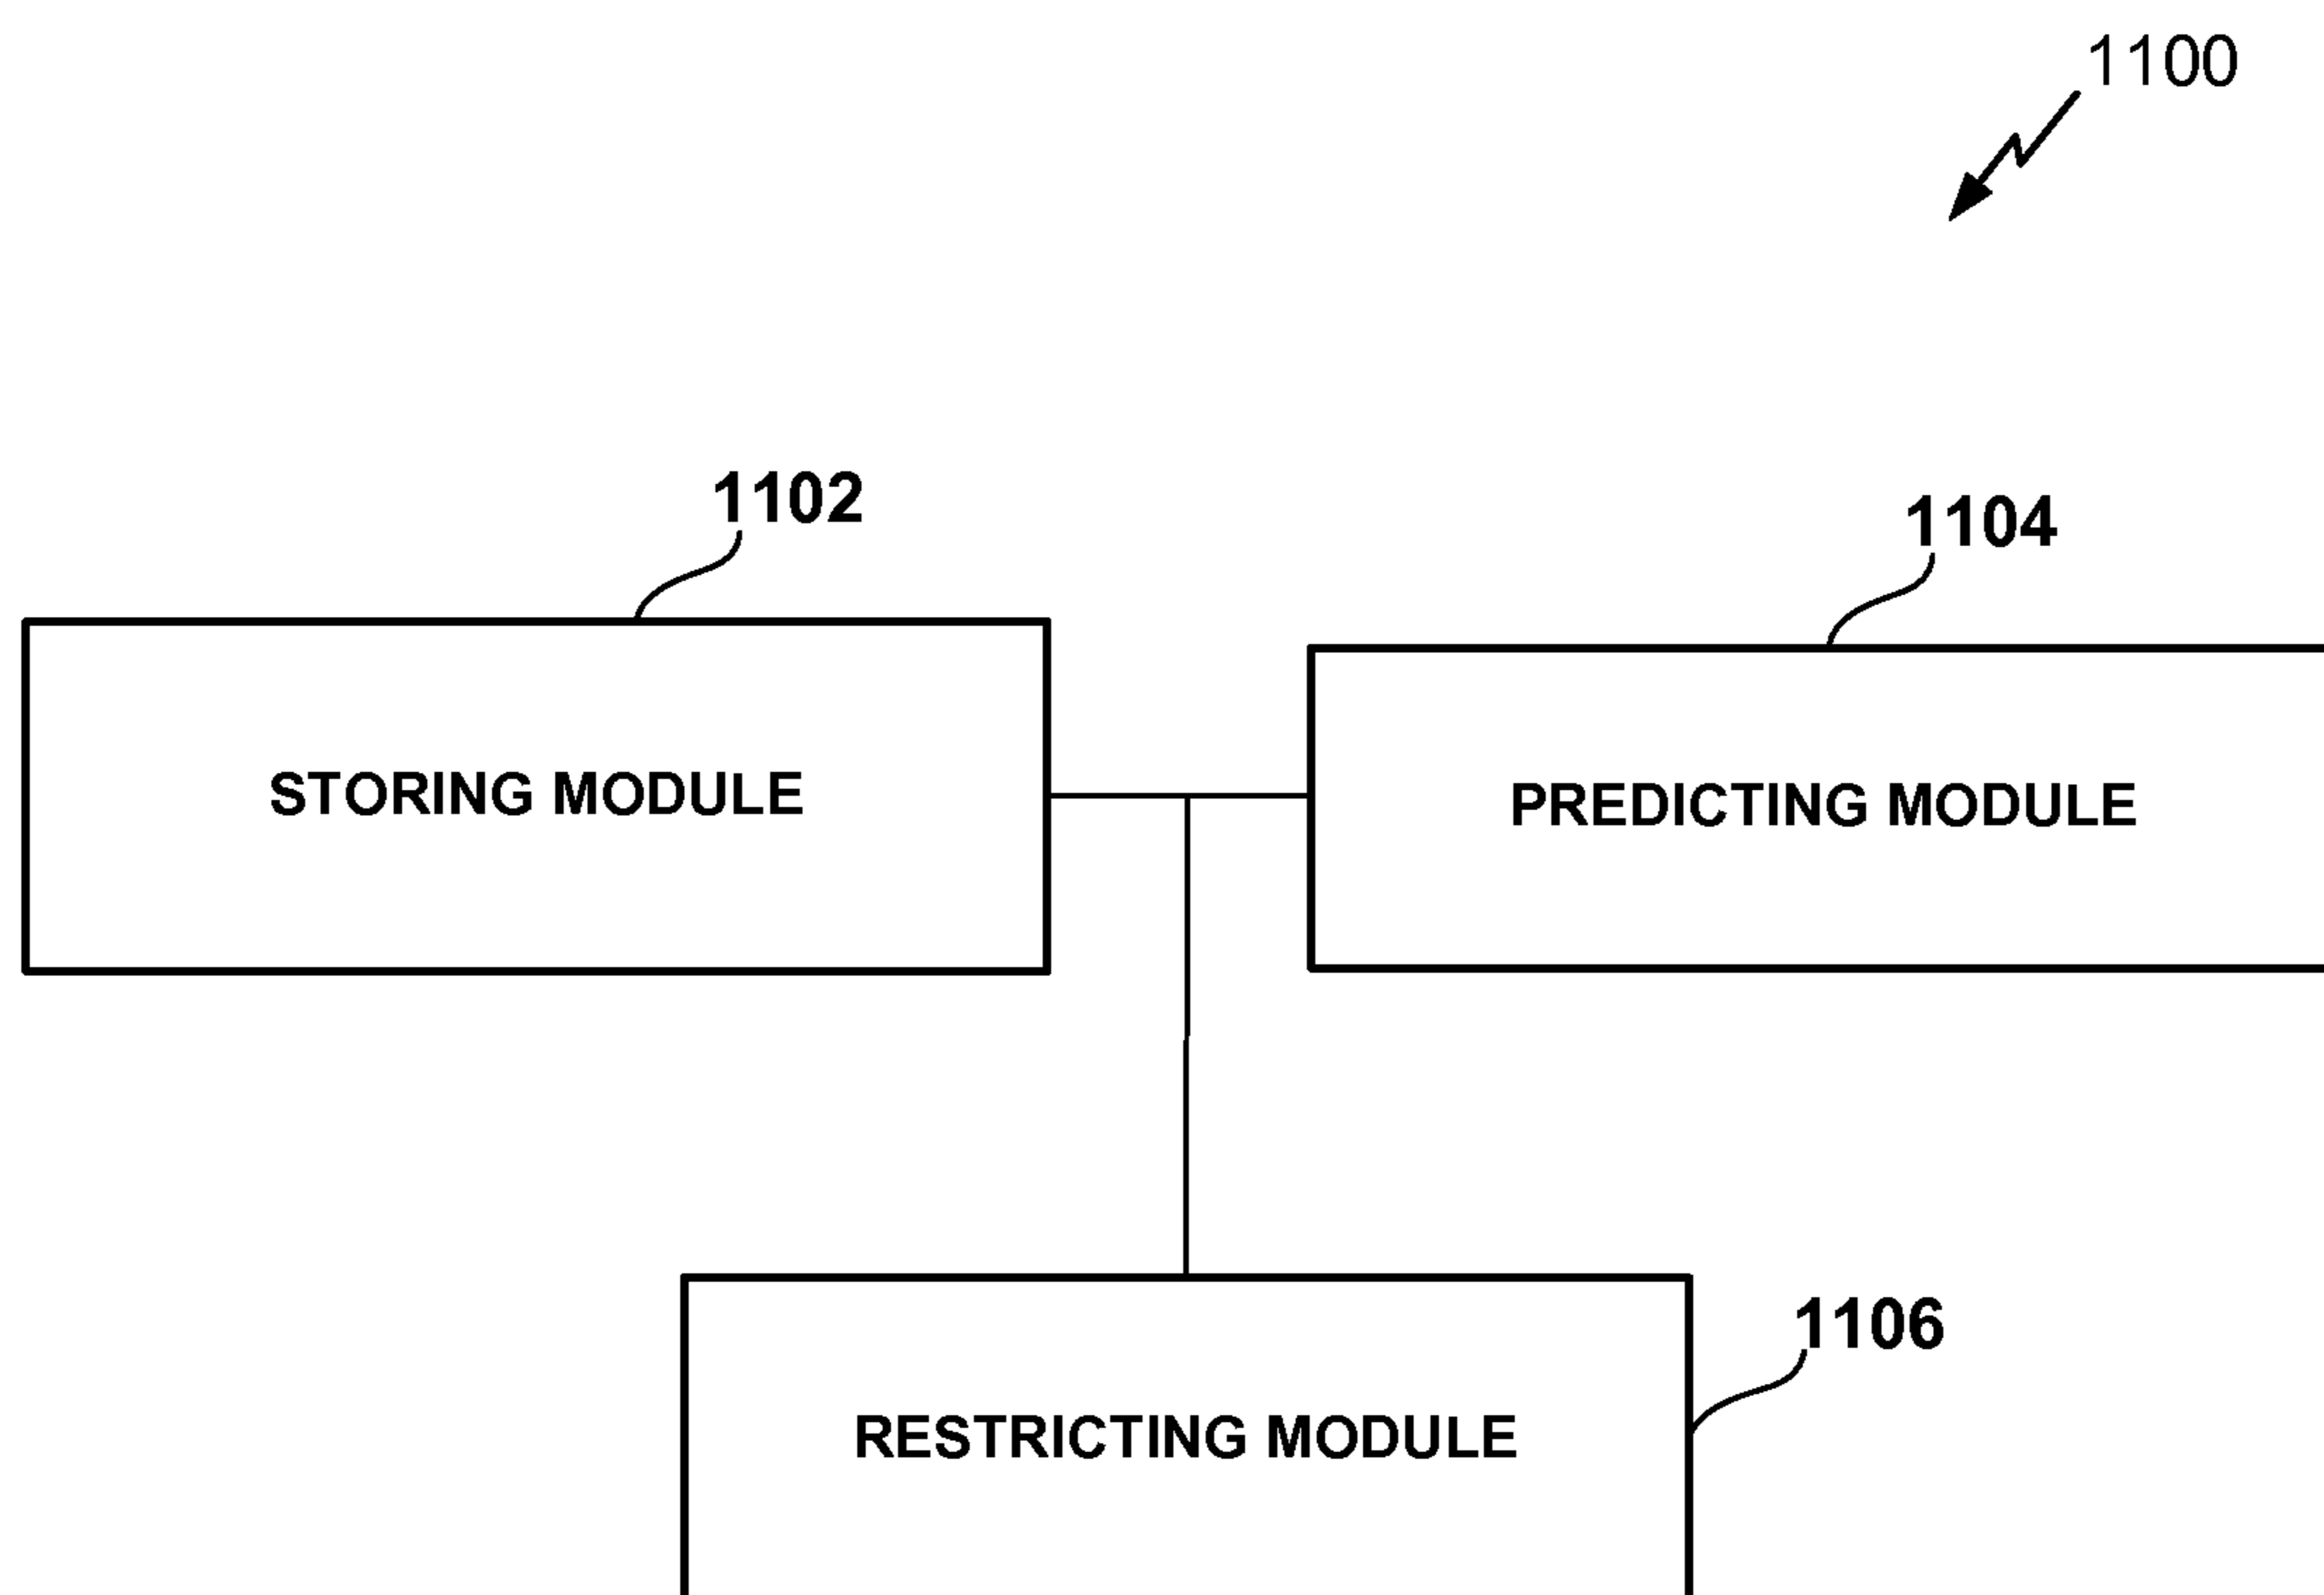 1100
1102
1104
STORING MODULE
PREDICTING MODULE
1106
RESTRICTING MODULE